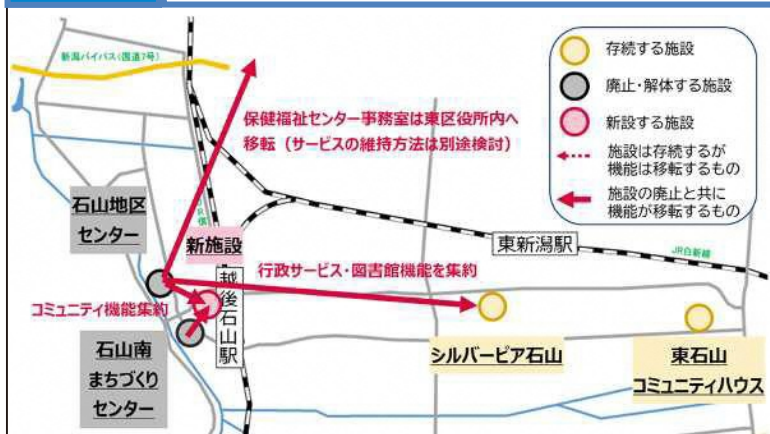 新潟バイパス(国道7号)
保健福祉センター事務室は東区役所内へ
移転（サービスの維持方法は別途検討）
存続する施設
廃止・解体する施設
新設する施設
施設は存続するが
機能は移転するもの
施設の廃止と共に
機能が移転するもの
石山地区
センター
新施設
東新潟駅
JR白新線
行政サービス・図書館機能を集約
コミュニティ機能集約
越後石山駅
石山南
まちづくり
センター
シルバーピア石山
東石山
コミュニティハウス